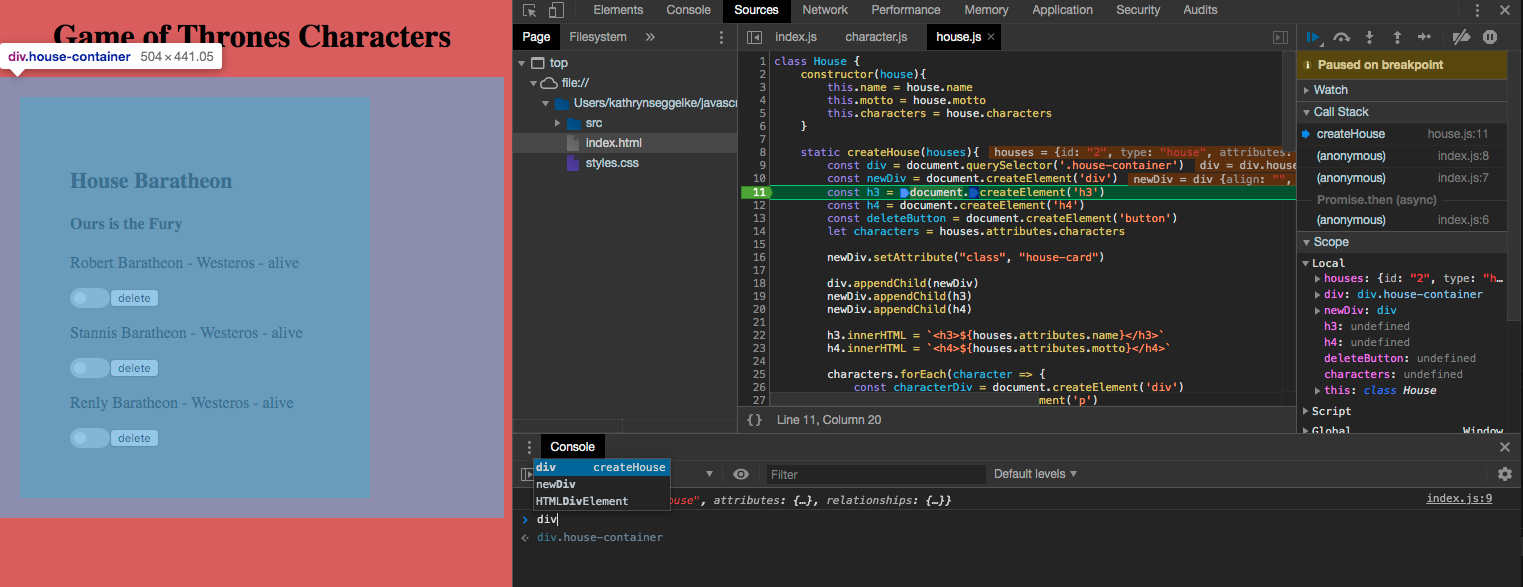 Game of Thrones Characters
div.house-container 504 × 441.05
House Baratheon
Ours is the Fury
Robert Baratheon - Westeros - alive
delete
Stannis Baratheon - Westeros - alive
delete
Renly Baratheon - Westeros - alive
delete
Elements Console Sources Network Performance Memory Application Security Audits
Page Filesystem »
top
file://
Users/kathrynseggelke/javascr
src
index.html
styles.css
index.js character.js house.js ×
1 class House {
2 constructor(house){
3 this.name = house.name
4 this.motto = house.motto
5 this.characters = house.characters
6 }
7
8 static createHouse(houses){ houses = {id: "2", type: "house", attributes.
9 const div = document.querySelector('.house-container') div = div.house
10 const newDiv = document.createElement('div') newDiv = div {align: "",
11 const h3 = document.createElement('h3')
12 const h4 = document.createElement('h4')
13 const deleteButton = document.createElement('button')
14 let characters = houses.attributes.characters
15
16 newDiv.setAttribute("class", "house-card")
17
18 div.appendChild(newDiv)
19 newDiv.appendChild(h3)
20 newDiv.appendChild(h4)
21
22 h3.innerHTML = `<h3>${houses.attributes.name}</h3>`
23 h4.innerHTML = `<h4>${houses.attributes.motto}</h4>`
24
25 characters.forEach(character => {
26 const characterDiv = document.createElement('div')
27 ment('p')
{} Line 11, Column 20
Paused on breakpoint
Watch
Call Stack
createHouse house.js:11
(anonymous) index.js:8
(anonymous) index.js:7
Promise.then (async)
(anonymous) index.js:6
Scope
Local
houses: {id: "2", type: "h…
div: div.house-container
newDiv: div
h3: undefined
h4: undefined
deleteButton: undefined
characters: undefined
this: class House
Script
Global Window
Console
div createHouse
newDiv
HTMLDivElement
Filter
Default levels ▼
ouse", attributes: {…}, relationships: {…}} index.js:9
> div
div.house-container